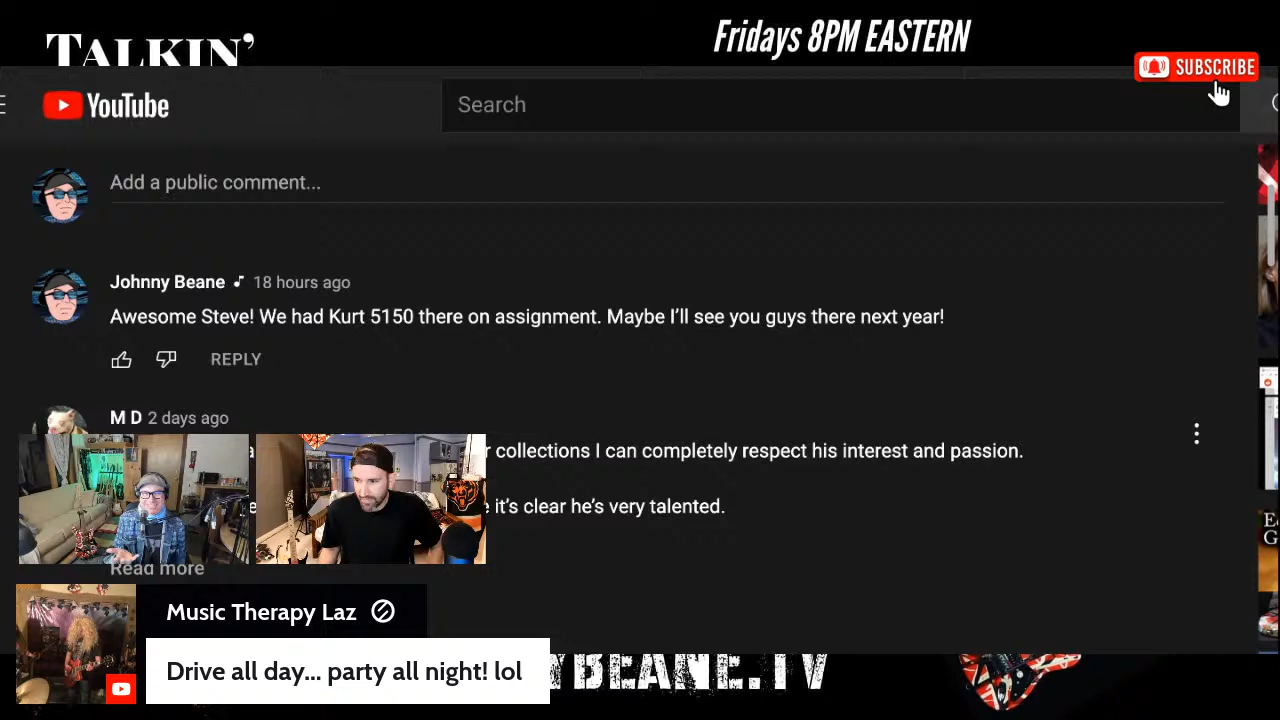 TALKIN'
Fridays 8PM EASTERN
SUBSCRIBE
YouTube
Search
Add a public comment...
Johnny Beane 18 hours ago
Awesome Steve! We had Kurt 5150 there on assignment. Maybe I'll see you guys there next year!
REPLY
M D 2 days ago
collections I can completely respect his interest and passion.
it's clear he's very talented.
Read more
Music Therapy Laz
Drive all day... party all night! lol
YBEANE.TV